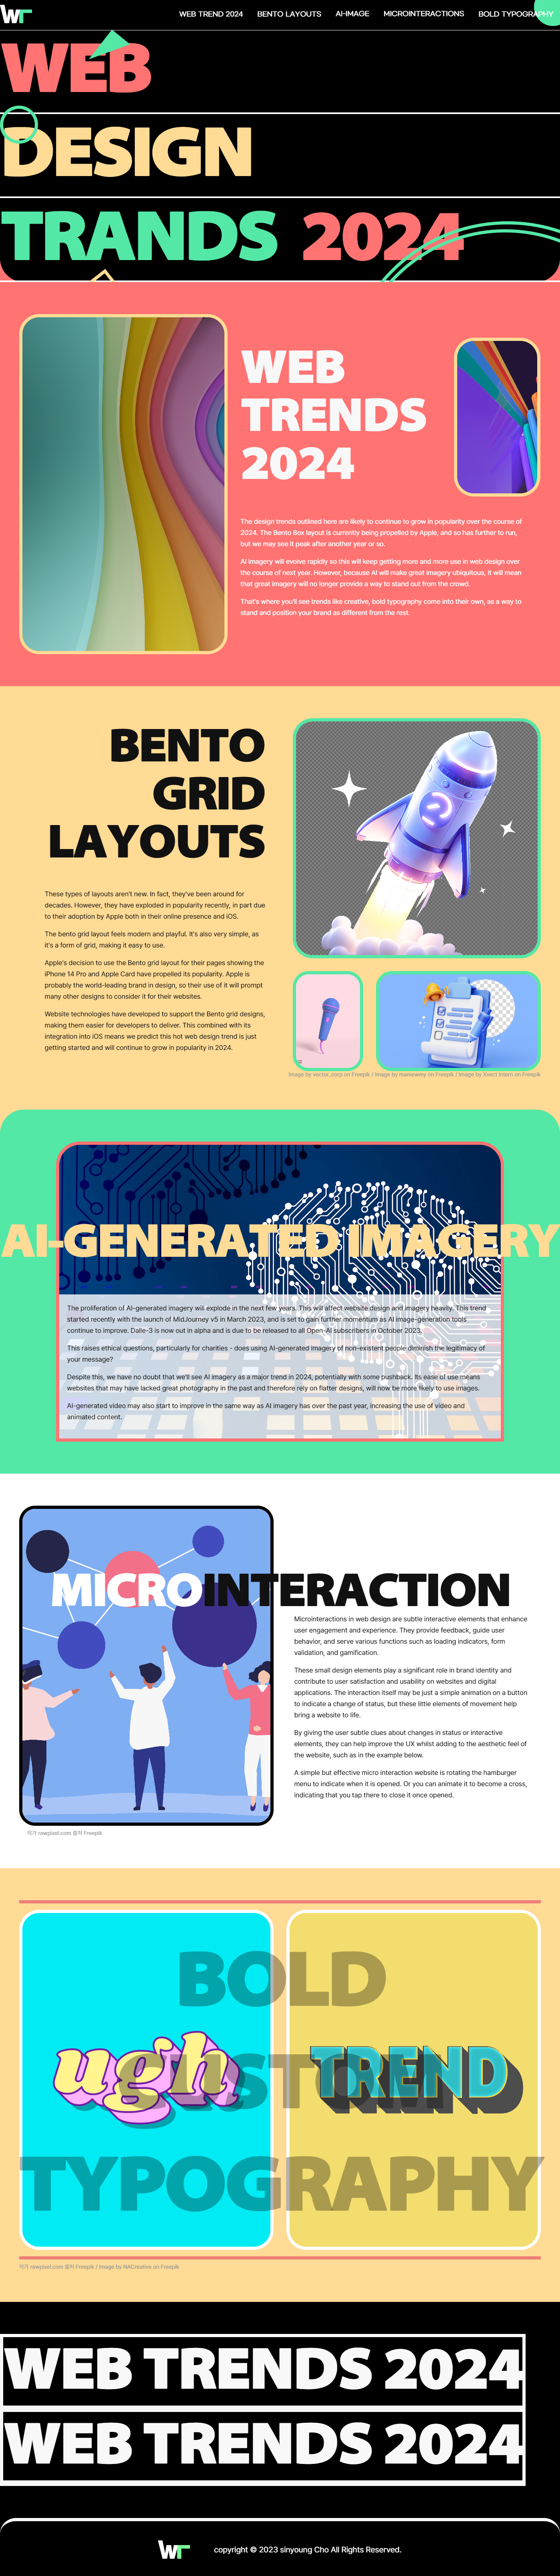 WT
WEB TREND 2024 BENTO LAYOUTS AI-IMAGE MICROINTERACTIONS BOLD TYPOGRAPHY
WEB
DESIGN
TRANDS 2024
WEB
TRENDS
2024
The design trends outlined here are likely to continue to grow in popularity over the course of
2024. The Bento Box layout is currently being propelled by Apple, and so has further to run,
but we may see it peak after another year or so.
AI imagery will evolve rapidly so this will keep getting more and more use in web design over
the course of next year. However, because AI will make great imagery ubiquitous, it will mean
that great imagery will no longer provide a way to stand out from the crowd.
That's where you'll see trends like creative, bold typography come into their own, as a way to
stand and position your brand as different from the rest.
BENTO
GRID
LAYOUTS
These types of layouts aren't new. In fact, they've been around for
decades. However, they have exploded in popularity recently, in part due
to their adoption by Apple both in their online presence and iOS.
The bento grid layout feels modern and playful. It's also very simple, as
it's a form of grid, making it easy to use.
Apple's decision to use the Bento grid layout for their pages showing the
iPhone 14 Pro and Apple Card have propelled its popularity. Apple is
probably the world-leading brand in design, so their use of it will prompt
many other designs to consider it for their websites.
Website technologies have developed to support the Bento grid designs,
making them easier for developers to deliver. This combined with its
integration into iOS means we predict this hot web design trend is just
getting started and will continue to grow in popularity in 2024.
Image by vector_corp on Freepik / Image by mamewmy on Freepik / Image by Xvect Intern on Freepik
AI-GENERATED IMAGERY
The proliferation of AI-generated imagery will explode in the next few years. This will affect website design and imagery heavily. This trend
started recently with the launch of MidJourney v5 in March 2023, and is set to gain further momentum as AI image-generation tools
continue to improve. Dalle-3 is now out in alpha and is due to be released to all Open-AI subscribers in October 2023.
This raises ethical questions, particularly for charities - does using AI-generated imagery of non-existent people diminish the legitimacy of
your message?
Despite this, we have no doubt that we'll see AI imagery as a major trend in 2024, potentially with some pushback. Its ease of use means
websites that may have lacked great photography in the past and therefore rely on flatter designs, will now be more likely to use images.
AI-generated video may also start to improve in the same way as AI imagery has over the past year, increasing the use of video and
animated content.
MICROINTERACTION
Microinteractions in web design are subtle interactive elements that enhance
user engagement and experience. They provide feedback, guide user
behavior, and serve various functions such as loading indicators, form
validation, and gamification.
These small design elements play a significant role in brand identity and
contribute to user satisfaction and usability on websites and digital
applications. The interaction itself may be just a simple animation on a button
to indicate a change of status, but these little elements of movement help
bring a website to life.
By giving the user subtle clues about changes in status or interactive
elements, they can help improve the UX whilst adding to the aesthetic feel of
the website, such as in the example below.
A simple but effective micro interaction website is rotating the hamburger
menu to indicate when it is opened. Or you can animate it to become a cross,
indicating that you tap there to close it once opened.
작가 rawpixel.com 출처 Freepik
BOLD
CUSTOM
TYPOGRAPHY
ugh
TREND
작가 rawpixel.com 출처 Freepik / Image by NACreative on Freepik
WEB TRENDS 2024
WEB TRENDS 2024
WT
copyright © 2023 sinyoung Cho All Rights Reserved.